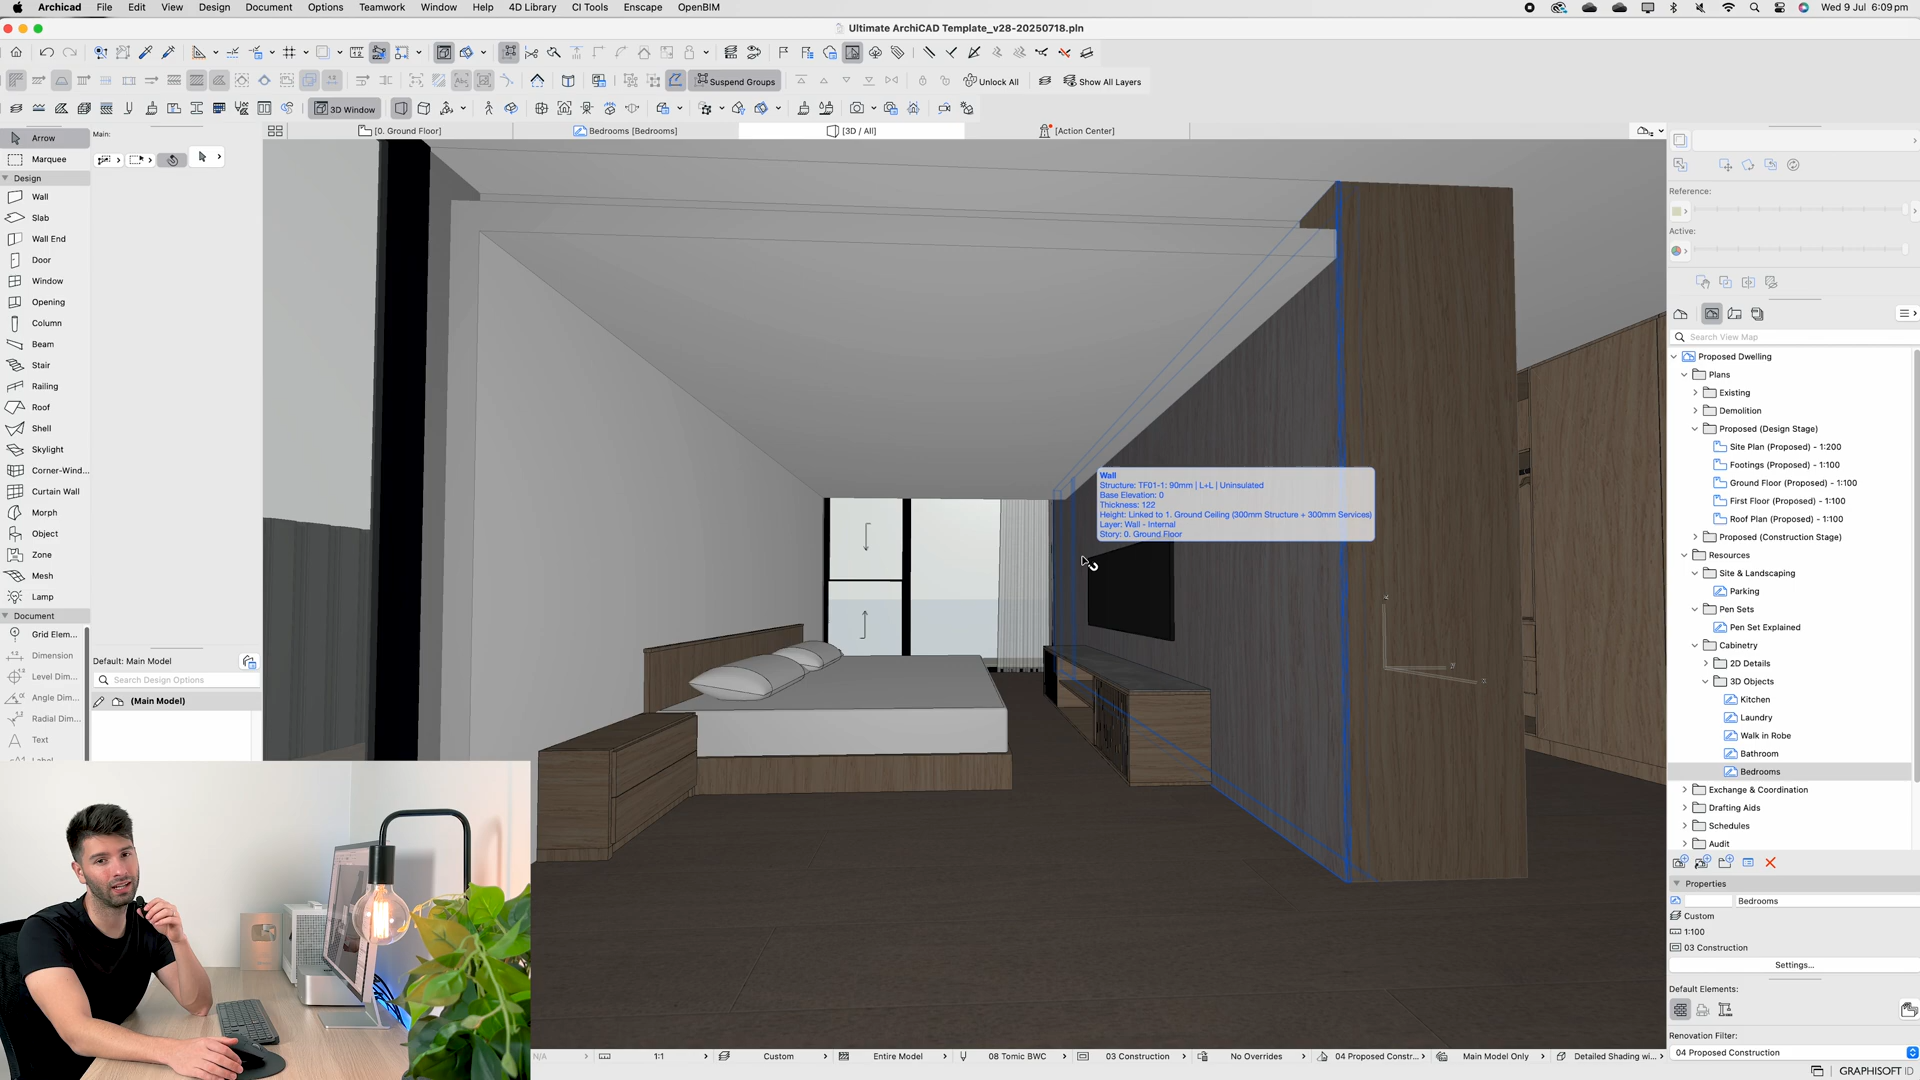 Archicad File Edit View Design Document Options Teamwork Window Help 4D Library CI Tools Enscape OpenBIM
Wed 9 Jul 6:09 pm
Ultimate ArchiCAD Template_v28-20250718.pln
Suspend Groups
Unlock All
Show All Layers
3D Window
Arrow
Main:
[0. Ground Floor]
Bedrooms [Bedrooms]
[3D / All]
[Action Center]
Marquee
Design
Wall
Slab
Wall End
Door
Window
Opening
Column
Beam
Stair
Railing
Roof
Shell
Skylight
Corner-Wind...
Curtain Wall
Morph
Object
Zone
Mesh
Lamp
Document
Grid Elem...
Dimension
Level Dim...
Angle Dim...
Radial Dim...
Text
Label
Default: Main Model
Search Design Options
(Main Model)
Wall
Structure: TF01-1: 90mm | L+L | Uninsulated
Base Elevation: 0
Thickness: 122
Height: Linked to 1. Ground Ceiling (300mm Structure + 300mm Services)
Layer: Wall - Internal
Story: 0. Ground Floor
Reference:
Active:
Search View Map
Proposed Dwelling
Plans
Existing
Demolition
Proposed (Design Stage)
Site Plan (Proposed) - 1:200
Footings (Proposed) - 1:100
Ground Floor (Proposed) - 1:100
First Floor (Proposed) - 1:100
Roof Plan (Proposed) - 1:100
Proposed (Construction Stage)
Resources
Site & Landscaping
Parking
Pen Sets
Pen Set Explained
Cabinetry
2D Details
3D Objects
Kitchen
Laundry
Walk in Robe
Bathroom
Bedrooms
Exchange & Coordination
Drafting Aids
Schedules
Audit
Properties
Bedrooms
Custom
1:100
03 Construction
Settings...
Default Elements:
Renovation Filter:
04 Proposed Construction
N/A 1:1 Custom Entire Model 08 Tomic BWC 03 Construction No Overrides 04 Proposed Constr... Main Model Only Detailed Shading wi...
GRAPHISOFT ID